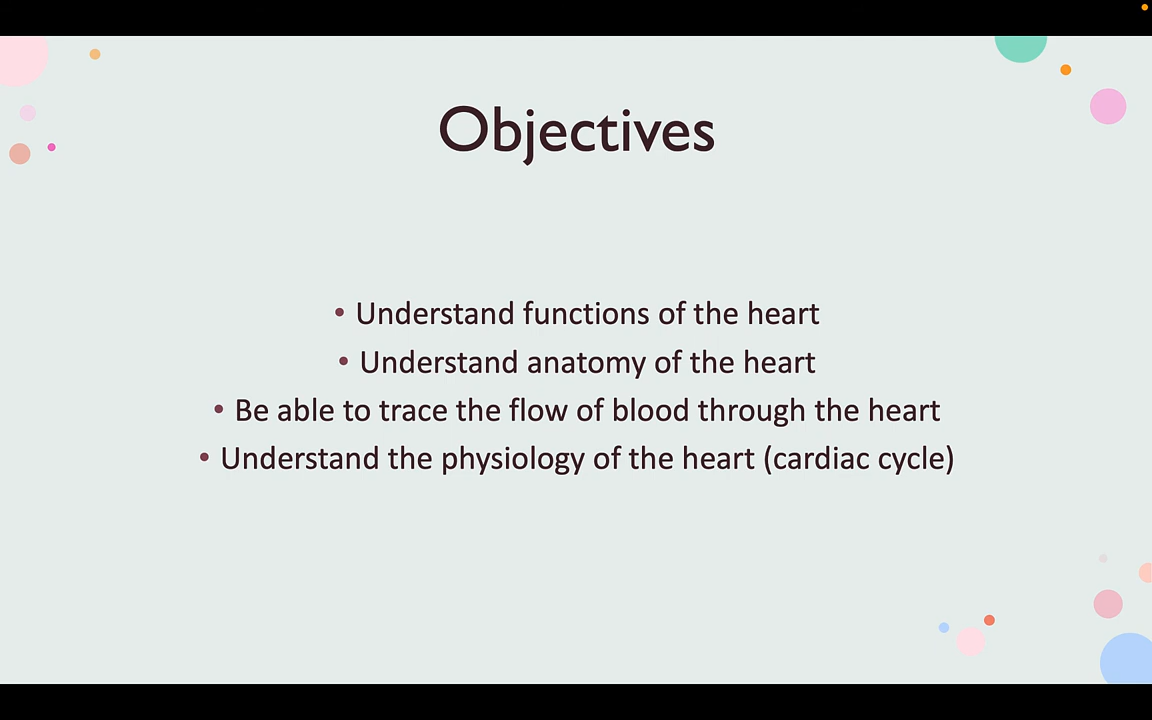 Objectives
• Understand functions of the heart
• Understand anatomy of the heart
• Be able to trace the flow of blood through the heart
• Understand the physiology of the heart (cardiac cycle)